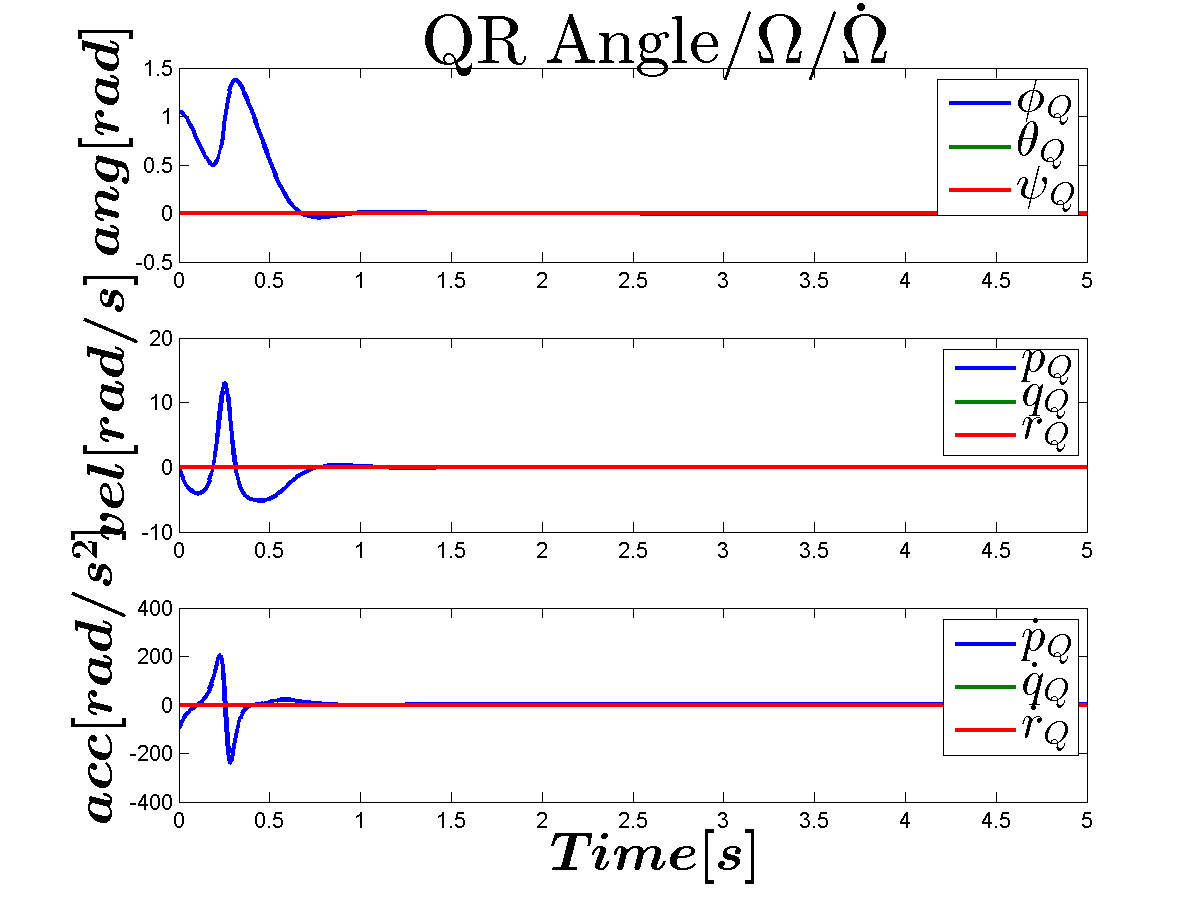 QR Angle/Ω/Ω̇
ang[rad]
1.5
1
0.5
0
-0.5
0 0.5 1 1.5 2 2.5 3 3.5 4 4.5 5
ϕ_Q
θ_Q
ψ_Q
vel[rad/s]
20
10
0
-10
0 0.5 1 1.5 2 2.5 3 3.5 4 4.5 5
p_Q
q_Q
r_Q
acc[rad/s²]
400
200
0
-200
-400
0 0.5 1 1.5 2 2.5 3 3.5 4 4.5 5
ṗ_Q
q̇_Q
ṙ_Q
Time[s]